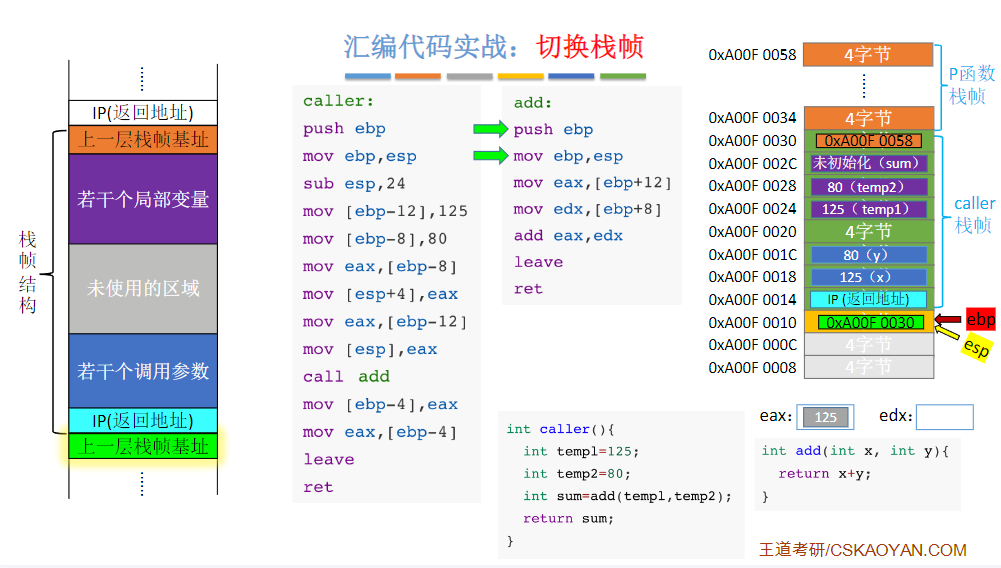 汇编代码实战：切换栈帧
IP(返回地址)
上一层栈帧基址
若干个局部变量
未使用的区域
若干个调用参数
IP(返回地址)
上一层栈帧基址
栈帧结构
caller:
push ebp
mov ebp,esp
sub esp,24
mov [ebp-12],125
mov [ebp-8],80
mov eax,[ebp-8]
mov [esp+4],eax
mov eax,[ebp-12]
mov [esp],eax
call add
mov [ebp-4],eax
mov eax,[ebp-4]
leave
ret
add:
push ebp
mov ebp,esp
mov eax,[ebp+12]
mov edx,[ebp+8]
add eax,edx
leave
ret
int caller(){
int temp1=125;
int temp2=80;
int sum=add(temp1,temp2);
return sum;
}
0xA00F 0058 4字节
0xA00F 0034 4字节
0xA00F 0030 0xA00F 0058
0xA00F 002C 未初始化（sum）
0xA00F 0028 80（temp2）
0xA00F 0024 125（ temp1）
0xA00F 0020 4字节
0xA00F 001C 80（y）
0xA00F 0018 125（x）
0xA00F 0014 IP (返回地址)
0xA00F 0010 0xA00F 0030
0xA00F 000C 4字节
0xA00F 0008 4字节
P函数
栈帧
caller
栈帧
ebp
esp
eax: 125 edx:
int add(int x, int y){
return x+y;
}
王道考研/CSKAOYAN.COM